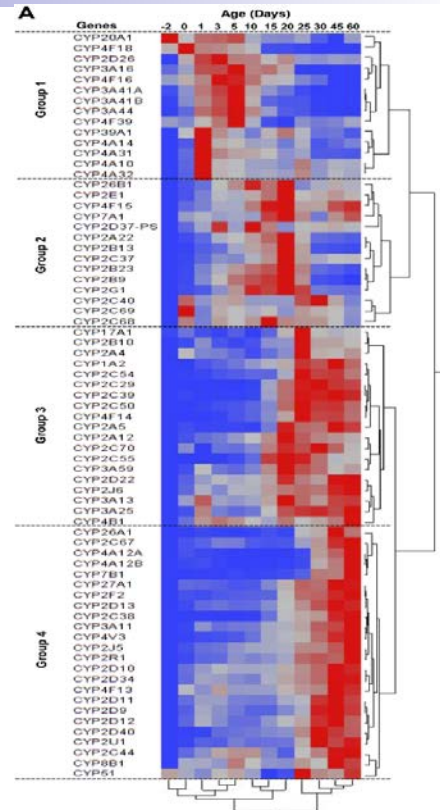 A
Age (Days)
Genes -2 0 1 3 5 10 15 20 25 30 45 60
Group 1
CYP20A1
CYP4F18
CYP2D26
CYP3A16
CYP4F16
CYP3A41A
CYP3A41B
CYP3A44
CYP4F39
CYP39A1
CYP4A14
CYP4A31
CYP4A10
CYP4A32
Group 2
CYP26B1
CYP2E1
CYP4F15
CYP7A1
CYP2D37-PS
CYP2A22
CYP2B13
CYP2C37
CYP2B23
CYP2B9
CYP2G1
CYP2C40
CYP2C69
CYP2C68
Group 3
CYP17A1
CYP2B10
CYP2A4
CYP1A2
CYP2C54
CYP2C29
CYP2C39
CYP2C50
CYP4F14
CYP2A5
CYP2A12
CYP2C70
CYP2C55
CYP3A59
CYP2D22
CYP2J6
CYP3A13
CYP3A25
CYP4B1
Group 4
CYP26A1
CYP2C67
CYP4A12A
CYP4A12B
CYP7B1
CYP27A1
CYP2F2
CYP2D13
CYP2C38
CYP3A11
CYP4V3
CYP2J5
CYP2R1
CYP2D10
CYP2D34
CYP4F13
CYP2D11
CYP2D9
CYP2D12
CYP2D40
CYP2U1
CYP2C44
CYP8B1
CYP51